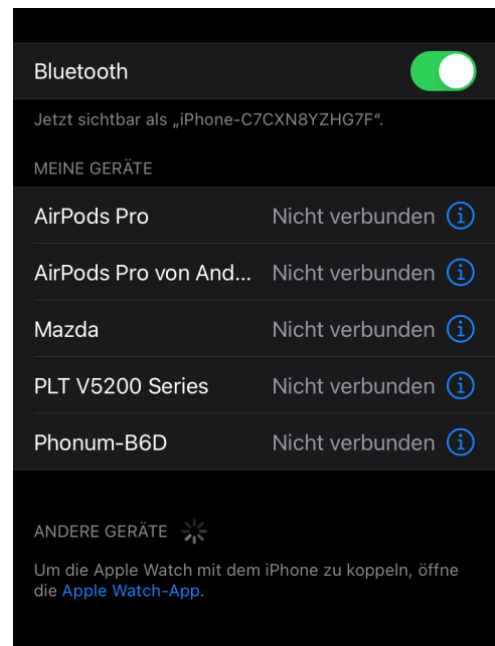 Bluetooth
Jetzt sichtbar als „iPhone-C7CXN8YZHG7F“.
MEINE GERÄTE
AirPods Pro Nicht verbunden
AirPods Pro von And... Nicht verbunden
Mazda Nicht verbunden
PLT V5200 Series Nicht verbunden
Phonum-B6D Nicht verbunden
ANDERE GERÄTE
Um die Apple Watch mit dem iPhone zu koppeln, öffne
die Apple Watch-App.